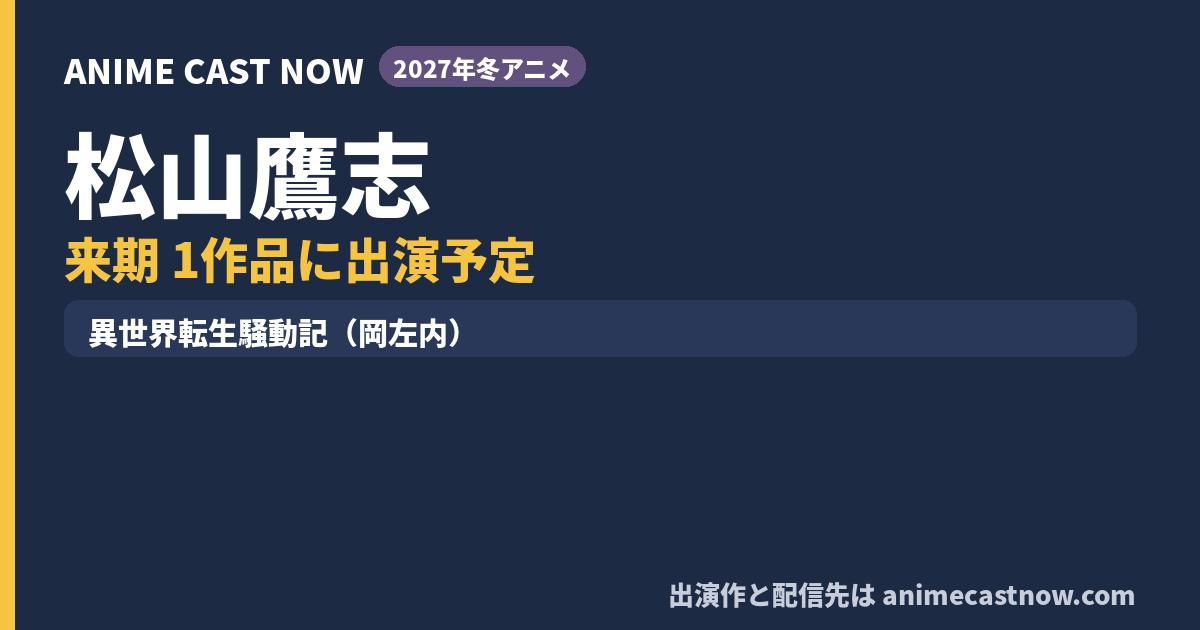 ANIME CAST NOW 2027年冬アニメ
松山鷹志
来期 1作品に出演予定
異世界転生騒動記（岡左内）
出演作と配信先は animecastnow.com